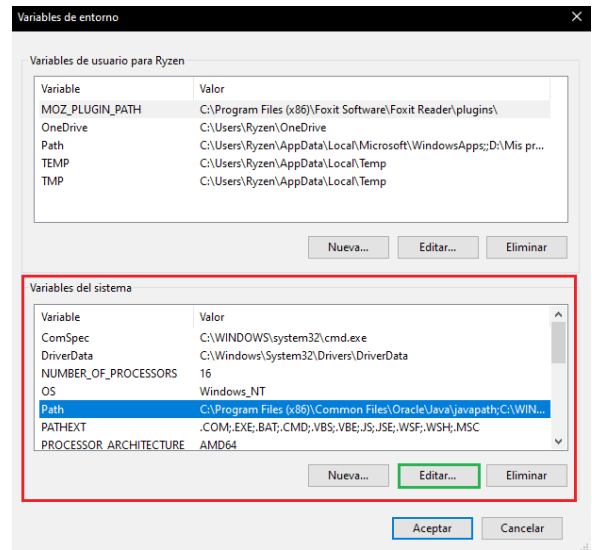 Variables de entorno
Variables de usuario para Ryzen
Variable Valor
MOZ_PLUGIN_PATH C:\Program Files (x86)\Foxit Software\Foxit Reader\plugins\
OneDrive C:\Users\Ryzen\OneDrive
Path C:\Users\Ryzen\AppData\Local\Microsoft\WindowsApps;;D:\Mis pr...
TEMP C:\Users\Ryzen\AppData\Local\Temp
TMP C:\Users\Ryzen\AppData\Local\Temp
Nueva... Editar... Eliminar
Variables del sistema
Variable Valor
ComSpec C:\WINDOWS\system32\cmd.exe
DriverData C:\Windows\System32\Drivers\DriverData
NUMBER_OF_PROCESSORS 16
OS Windows_NT
Path C:\Program Files (x86)\Common Files\Oracle\Java\javapath;C:\WIN...
PATHEXT .COM;.EXE;.BAT;.CMD;.VBS;.VBE;.JS;.JSE;.WSF;.WSH;.MSC
PROCESSOR_ARCHITECTURE AMD64
Nueva... Editar... Eliminar
Aceptar Cancelar